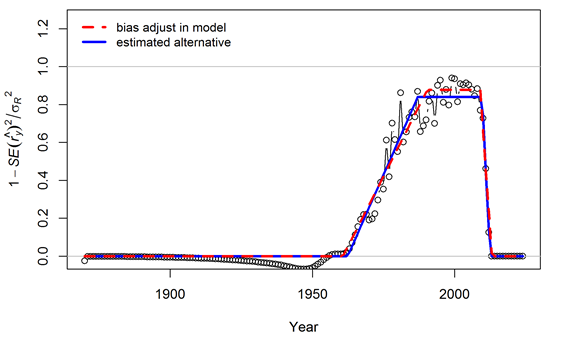 bias adjust in model
estimated alternative
1.2
1.0
0.8
0.6
0.4
0.2
0.0
1 − SE(r̂y)²/σR²
1900 1950 2000
Year